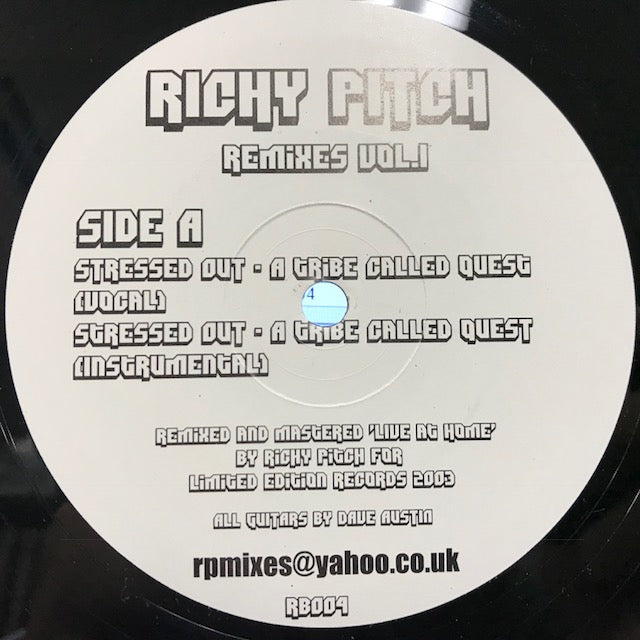 RICHY PITCH
REMIXES VOL.1
SIDE A
STRESSED OUT - A TRIBE CALLED QUEST
(VOCAL)
STRESSED OUT - A TRIBE CALLED QUEST
(INSTRUMENTAL)
4
REMIXED AND MASTERED 'LIVE AT HOME'
BY RICHY PITCH FOR
LIMITED EDITION RECORDS 2003
ALL GUITARS BY DAVE AUSTIN
rpmixes@yahoo.co.uk
RB004